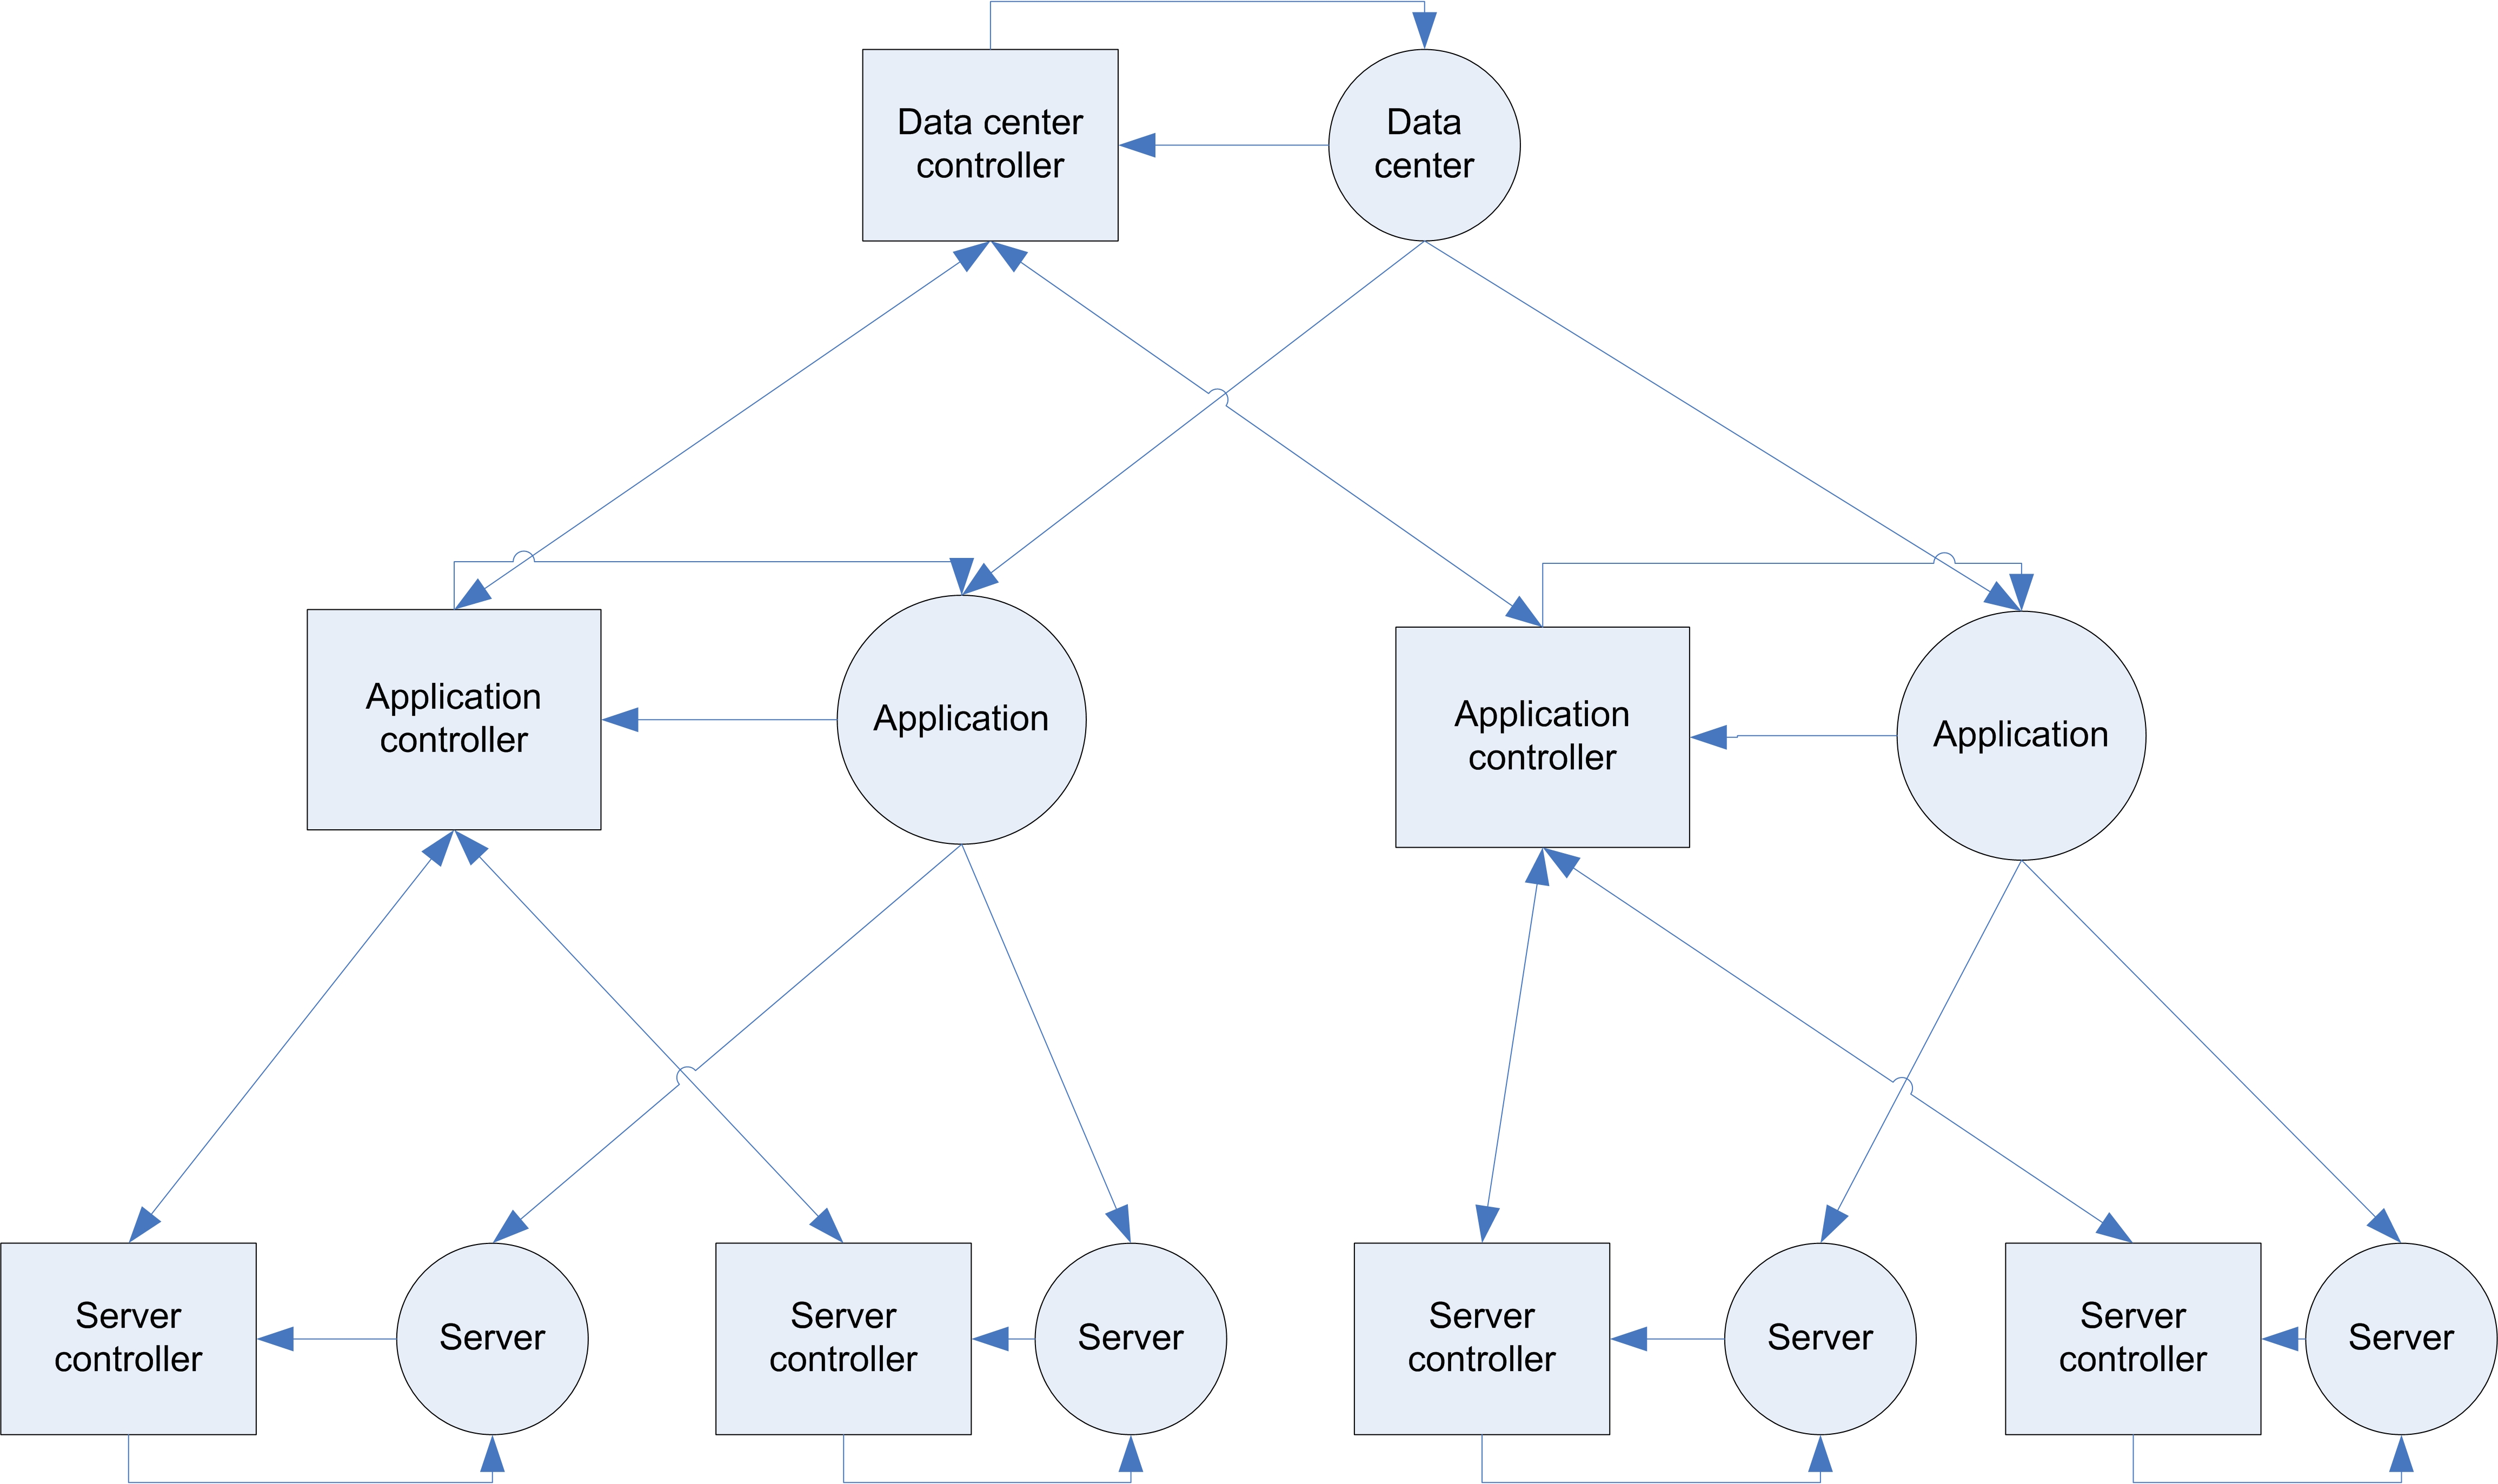 Data center
controller
Data
center
Application
controller
Application
Application
controller
Application
Server
controller
Server
Server
controller
Server
Server
controller
Server
Server
controller
Server